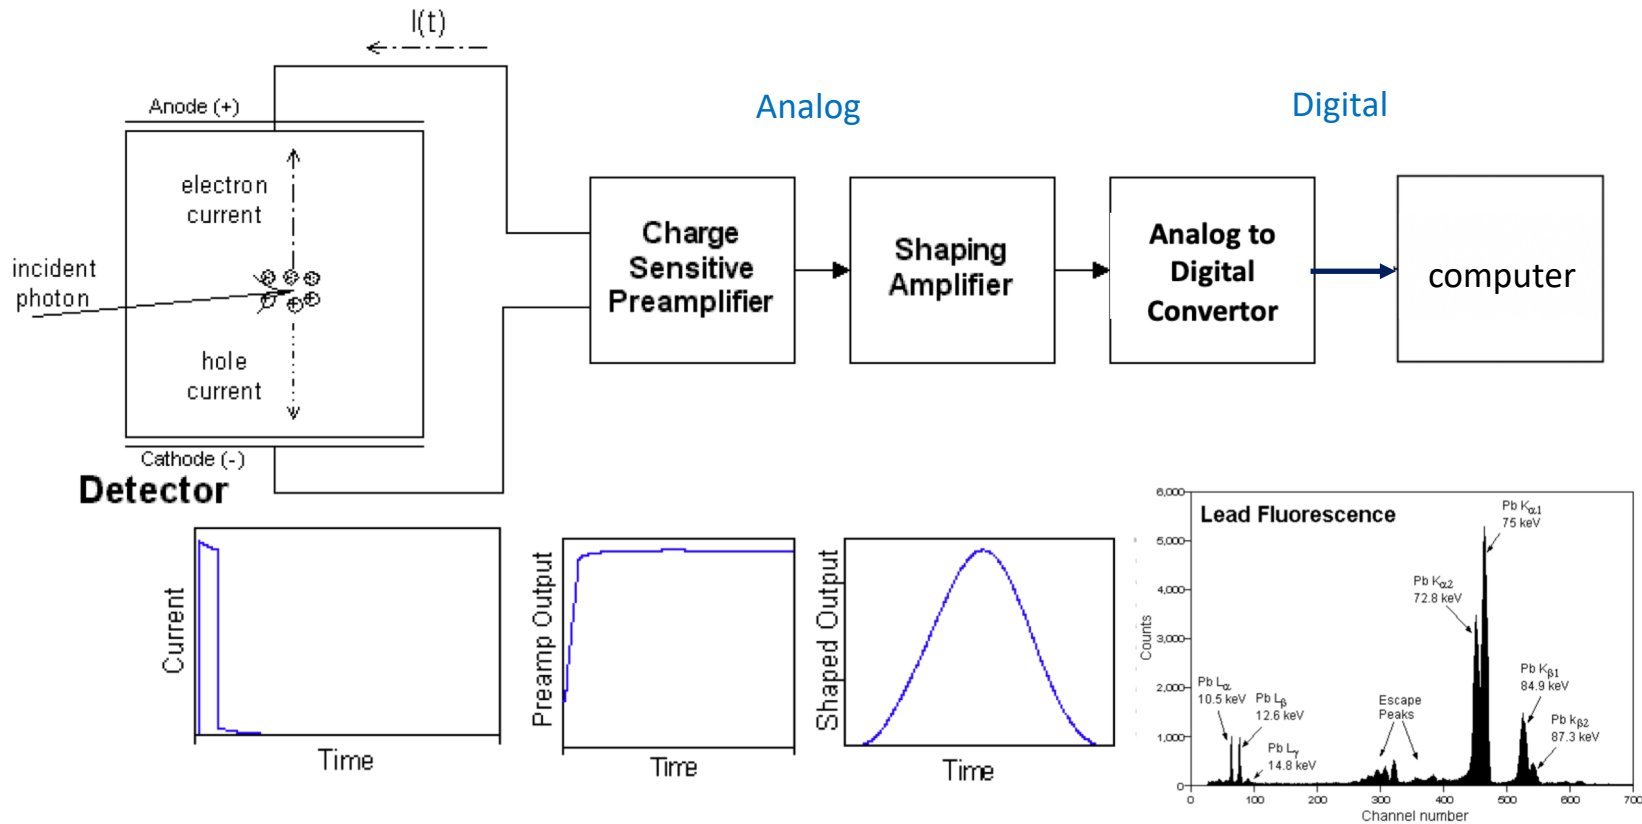 I(t)
Analog
Digital
Anode (+)
electron
current
incident
photon
hole
current
Cathode (-)
Detector
Charge
Sensitive
Preamplifier
Shaping
Amplifier
Analog to
Digital
Convertor
computer
Current
Time
Preamp Output
Time
Shaped Output
Time
Lead Fluorescence
Counts
6,000
5,000
4,000
3,000
2,000
1,000
0
Pb Kα1
75 keV
Pb Kα2
72.8 keV
Pb Lα
10.5 keV
Pb Lβ
12.6 keV
Pb Lγ
14.8 keV
Escape
Peaks
Pb Kβ1
84.9 keV
Pb kβ2
87.3 keV
0 100 200 300 400 500 600 700
Channel number